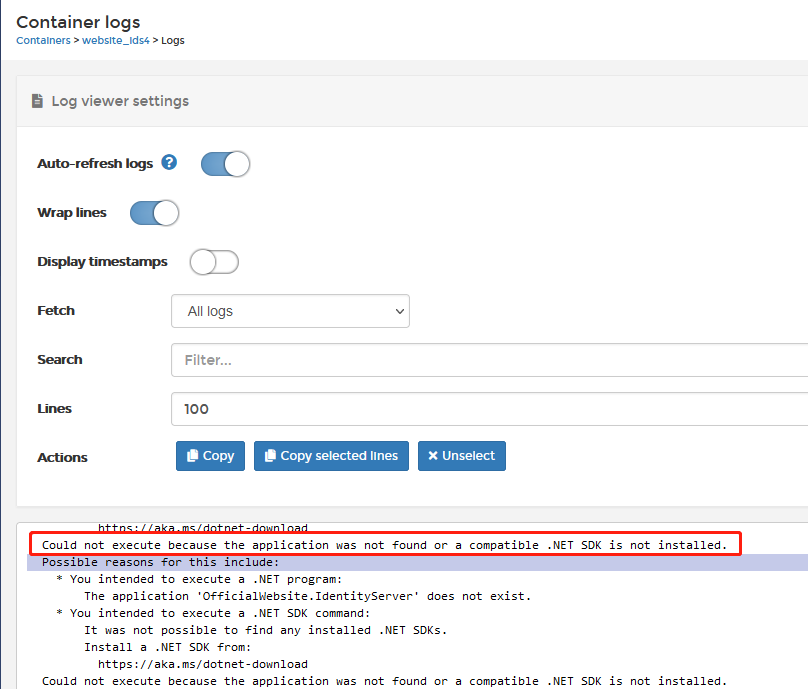 Container logs
Containers > website_ids4 > Logs
Log viewer settings
Auto-refresh logs ?
Wrap lines
Display timestamps
Fetch All logs
Search Filter...
Lines 100
Actions Copy Copy selected lines Unselect
https://aka.ms/dotnet-download
Could not execute because the application was not found or a compatible .NET SDK is not installed.
Possible reasons for this include:
* You intended to execute a .NET program:
The application 'OfficialWebsite.IdentityServer' does not exist.
* You intended to execute a .NET SDK command:
It was not possible to find any installed .NET SDKs.
Install a .NET SDK from:
https://aka.ms/dotnet-download
Could not execute because the application was not found or a compatible .NET SDK is not installed.